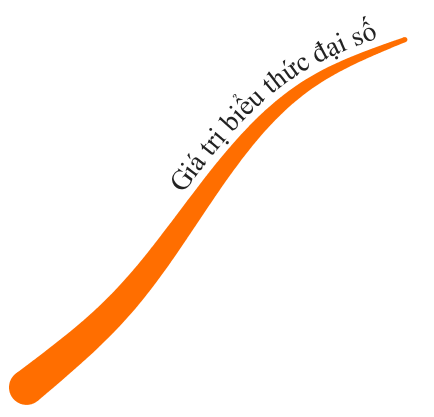 Giá trị biểu thức đại số